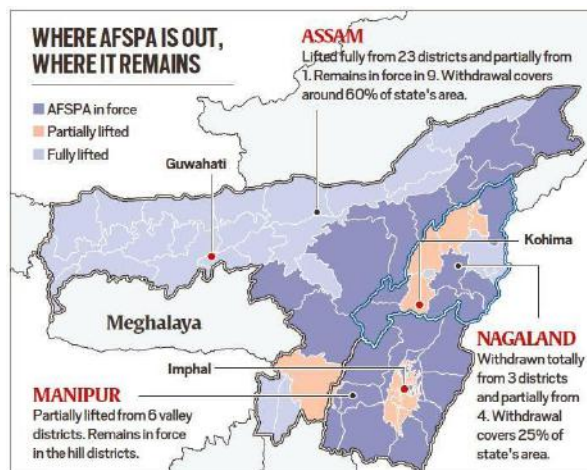 WHERE AFSPA IS OUT,
WHERE IT REMAINS
AFSPA in force
Partially lifted
Fully lifted
ASSAM
Lifted fully from 23 districts and partially from
1. Remains in force in 9. Withdrawal covers
around 60% of state's area.
Guwahati
Kohima
Meghalaya
Imphal
MANIPUR
Partially lifted from 6 valley
districts. Remains in force
in the hill districts.
NAGALAND
Withdrawn totally
from 3 districts
and partially from
4. Withdrawal
covers 25% of
state's area.